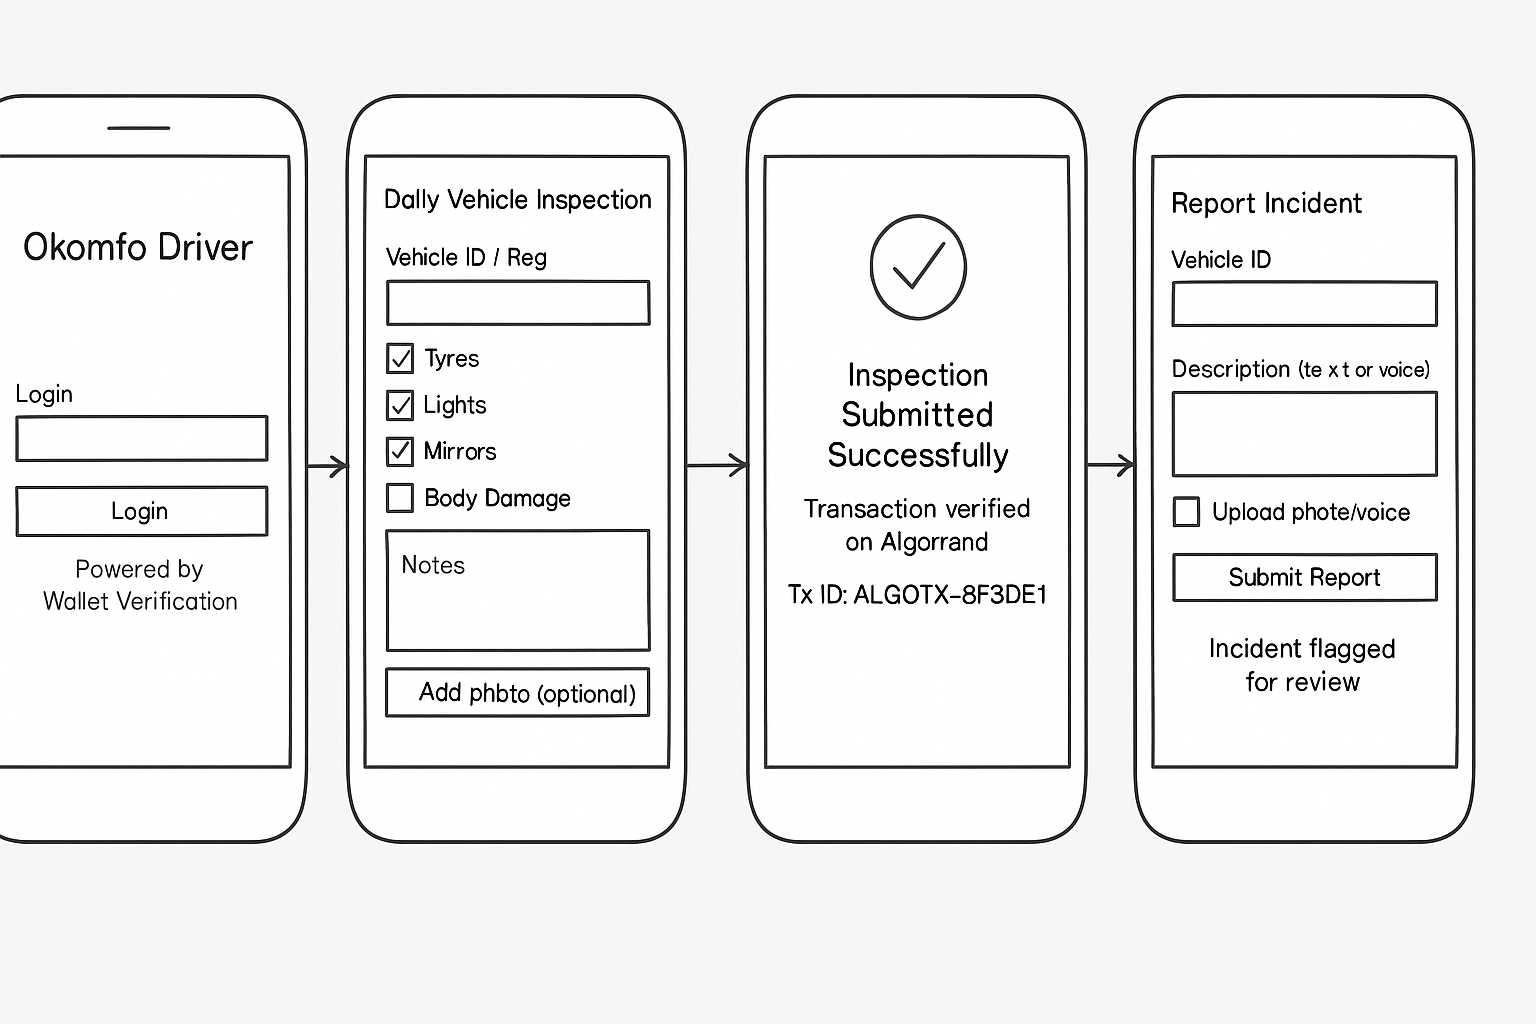 Okomfo Driver
Login
Login
Powered by
Wallet Verification
Dally Vehicle Inspection
Vehicle ID / Reg
Tyres
Lights
Mirrors
Body Damage
Notes
Add phbto (optional)
Inspection
Submitted
Successfully
Transaction verified
on Algorrand
Tx ID: ALGOTX–8F3DE1
Report Incident
Vehicle ID
Description (te x t or voice)
Upload phote/voice
Submit Report
Incident flagged
for review